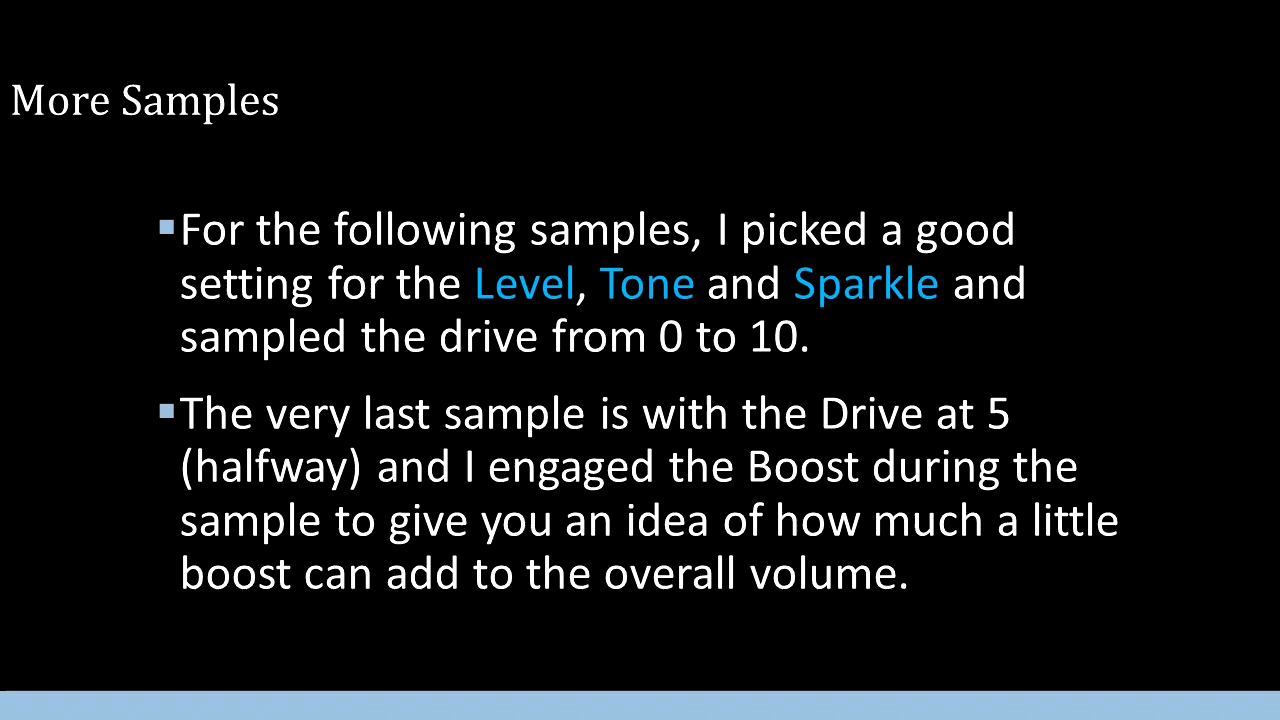 More Samples
▪For the following samples, I picked a good
setting for the Level, Tone and Sparkle and
sampled the drive from 0 to 10.
▪The very last sample is with the Drive at 5
(halfway) and I engaged the Boost during the
sample to give you an idea of how much a little
boost can add to the overall volume.